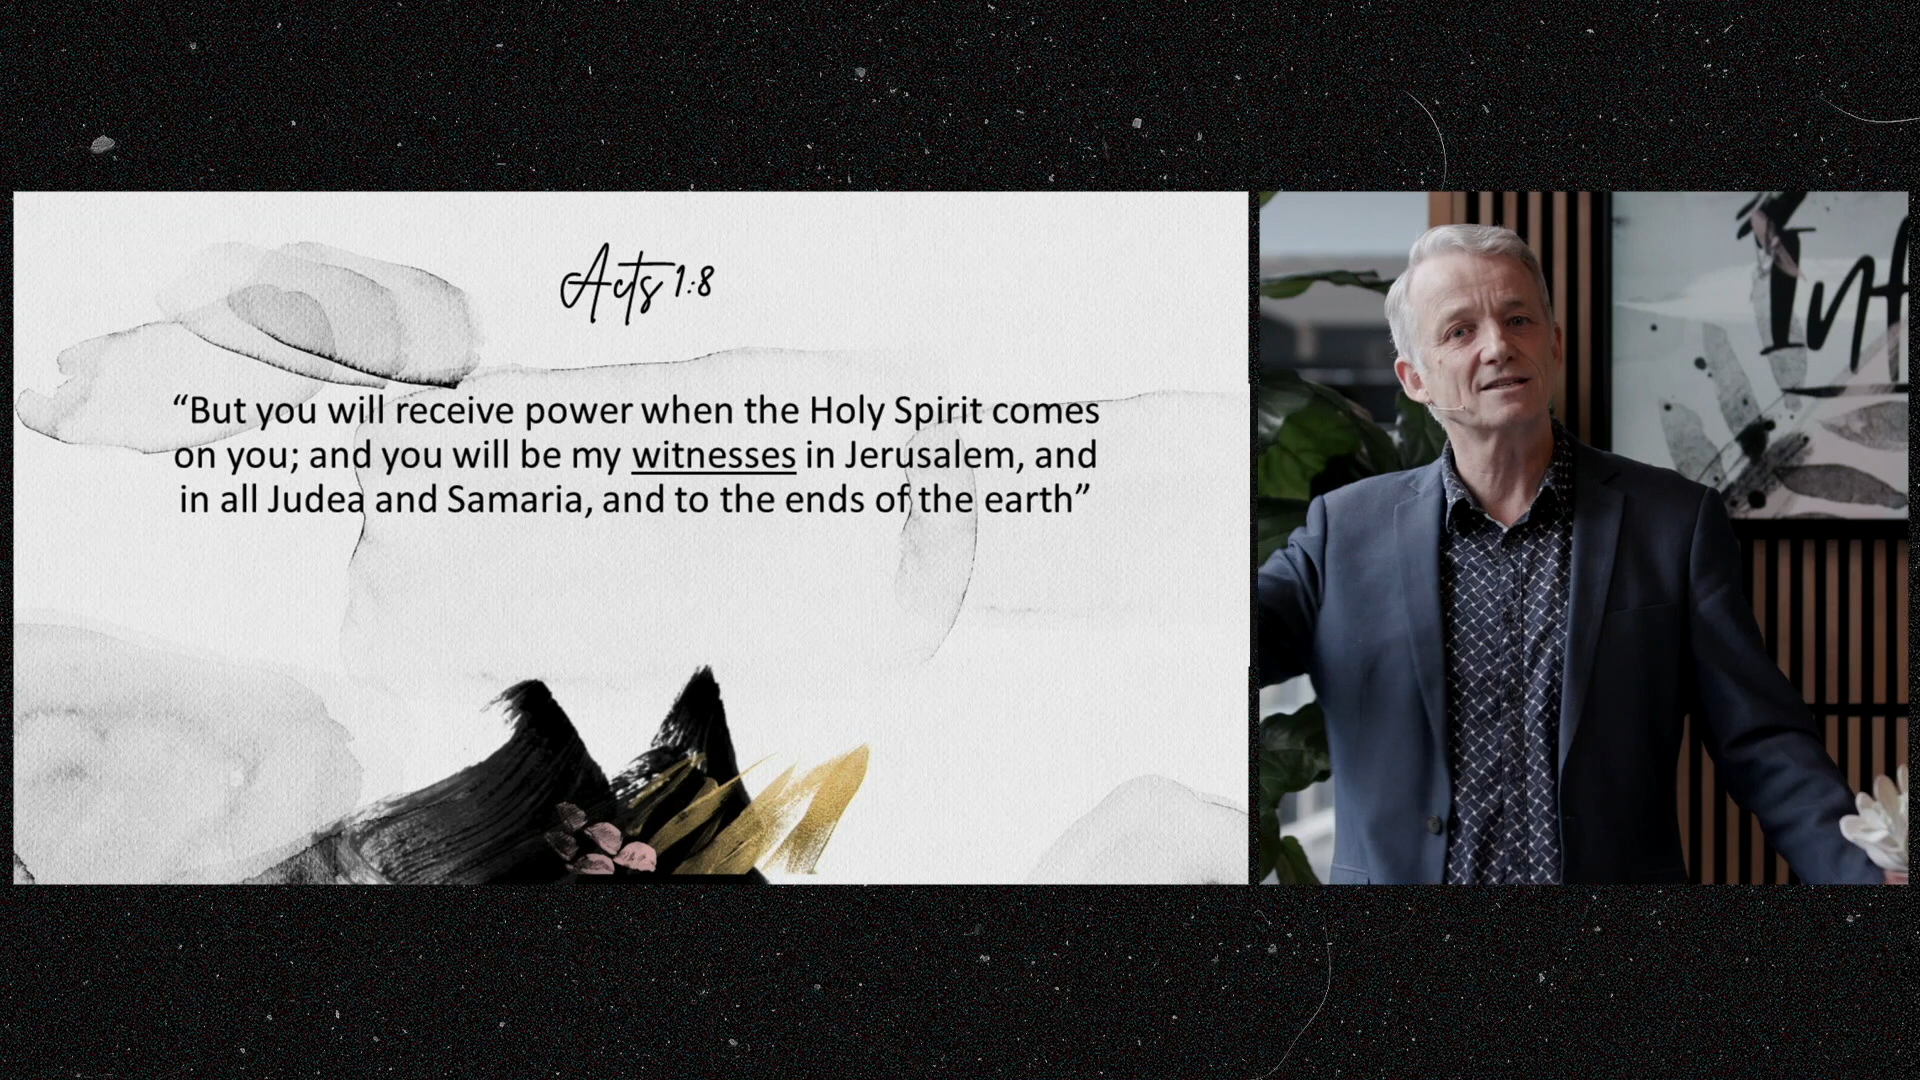 Acts 1:8
“But you will receive power when the Holy Spirit comes
on you; and you will be my witnesses in Jerusalem, and
in all Judea and Samaria, and to the ends of the earth”
Inf